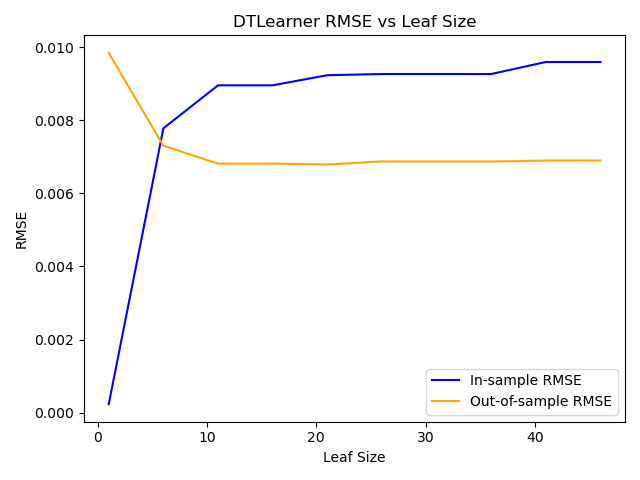 DTLearner RMSE vs Leaf Size
RMSE
0.010
0.008
0.006
0.004
0.002
0.000
0 10 20 30 40
Leaf Size
In-sample RMSE
Out-of-sample RMSE